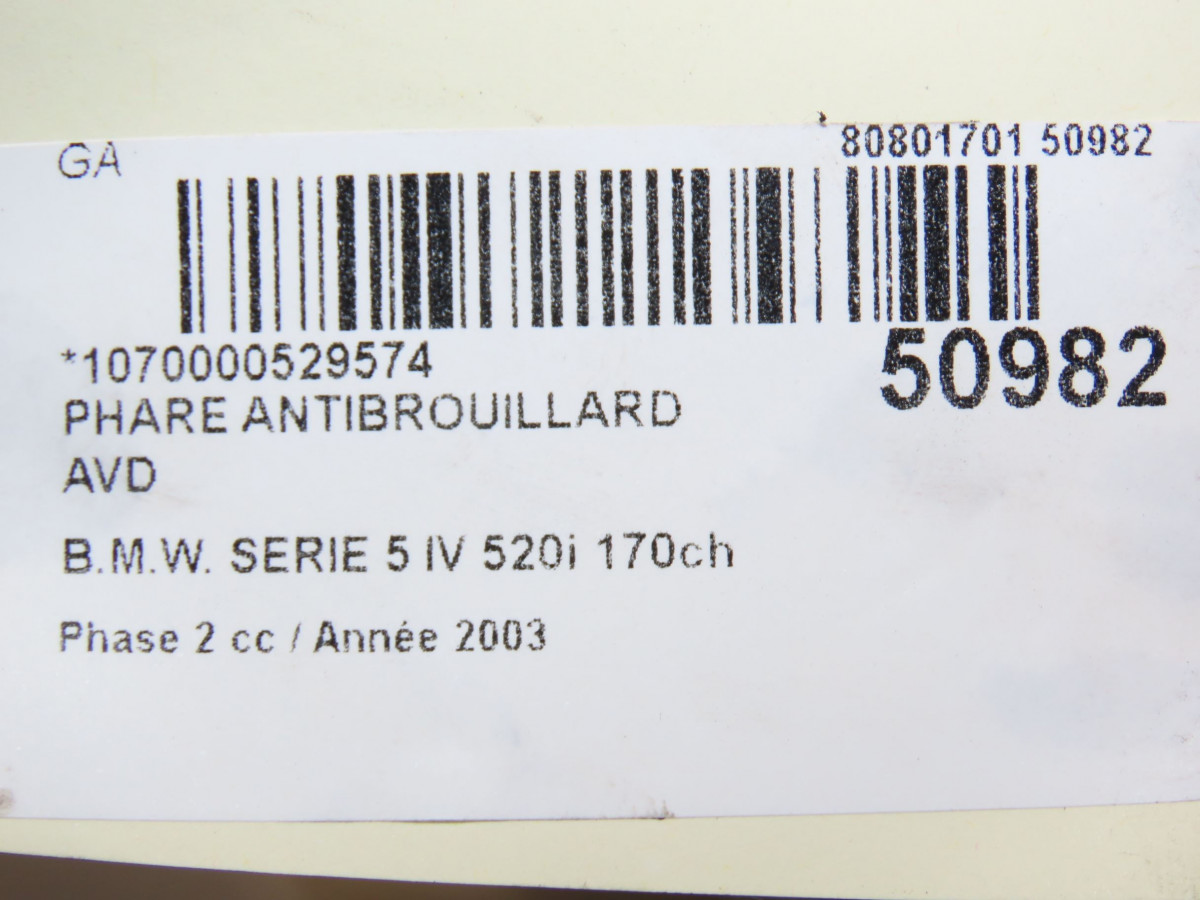 GA
80801701 50982
*1070000529574
50982
PHARE ANTIBROUILLARD
AVD
B.M.W. SERIE 5 IV 520i 170ch
Phase 2 cc / Année 2003